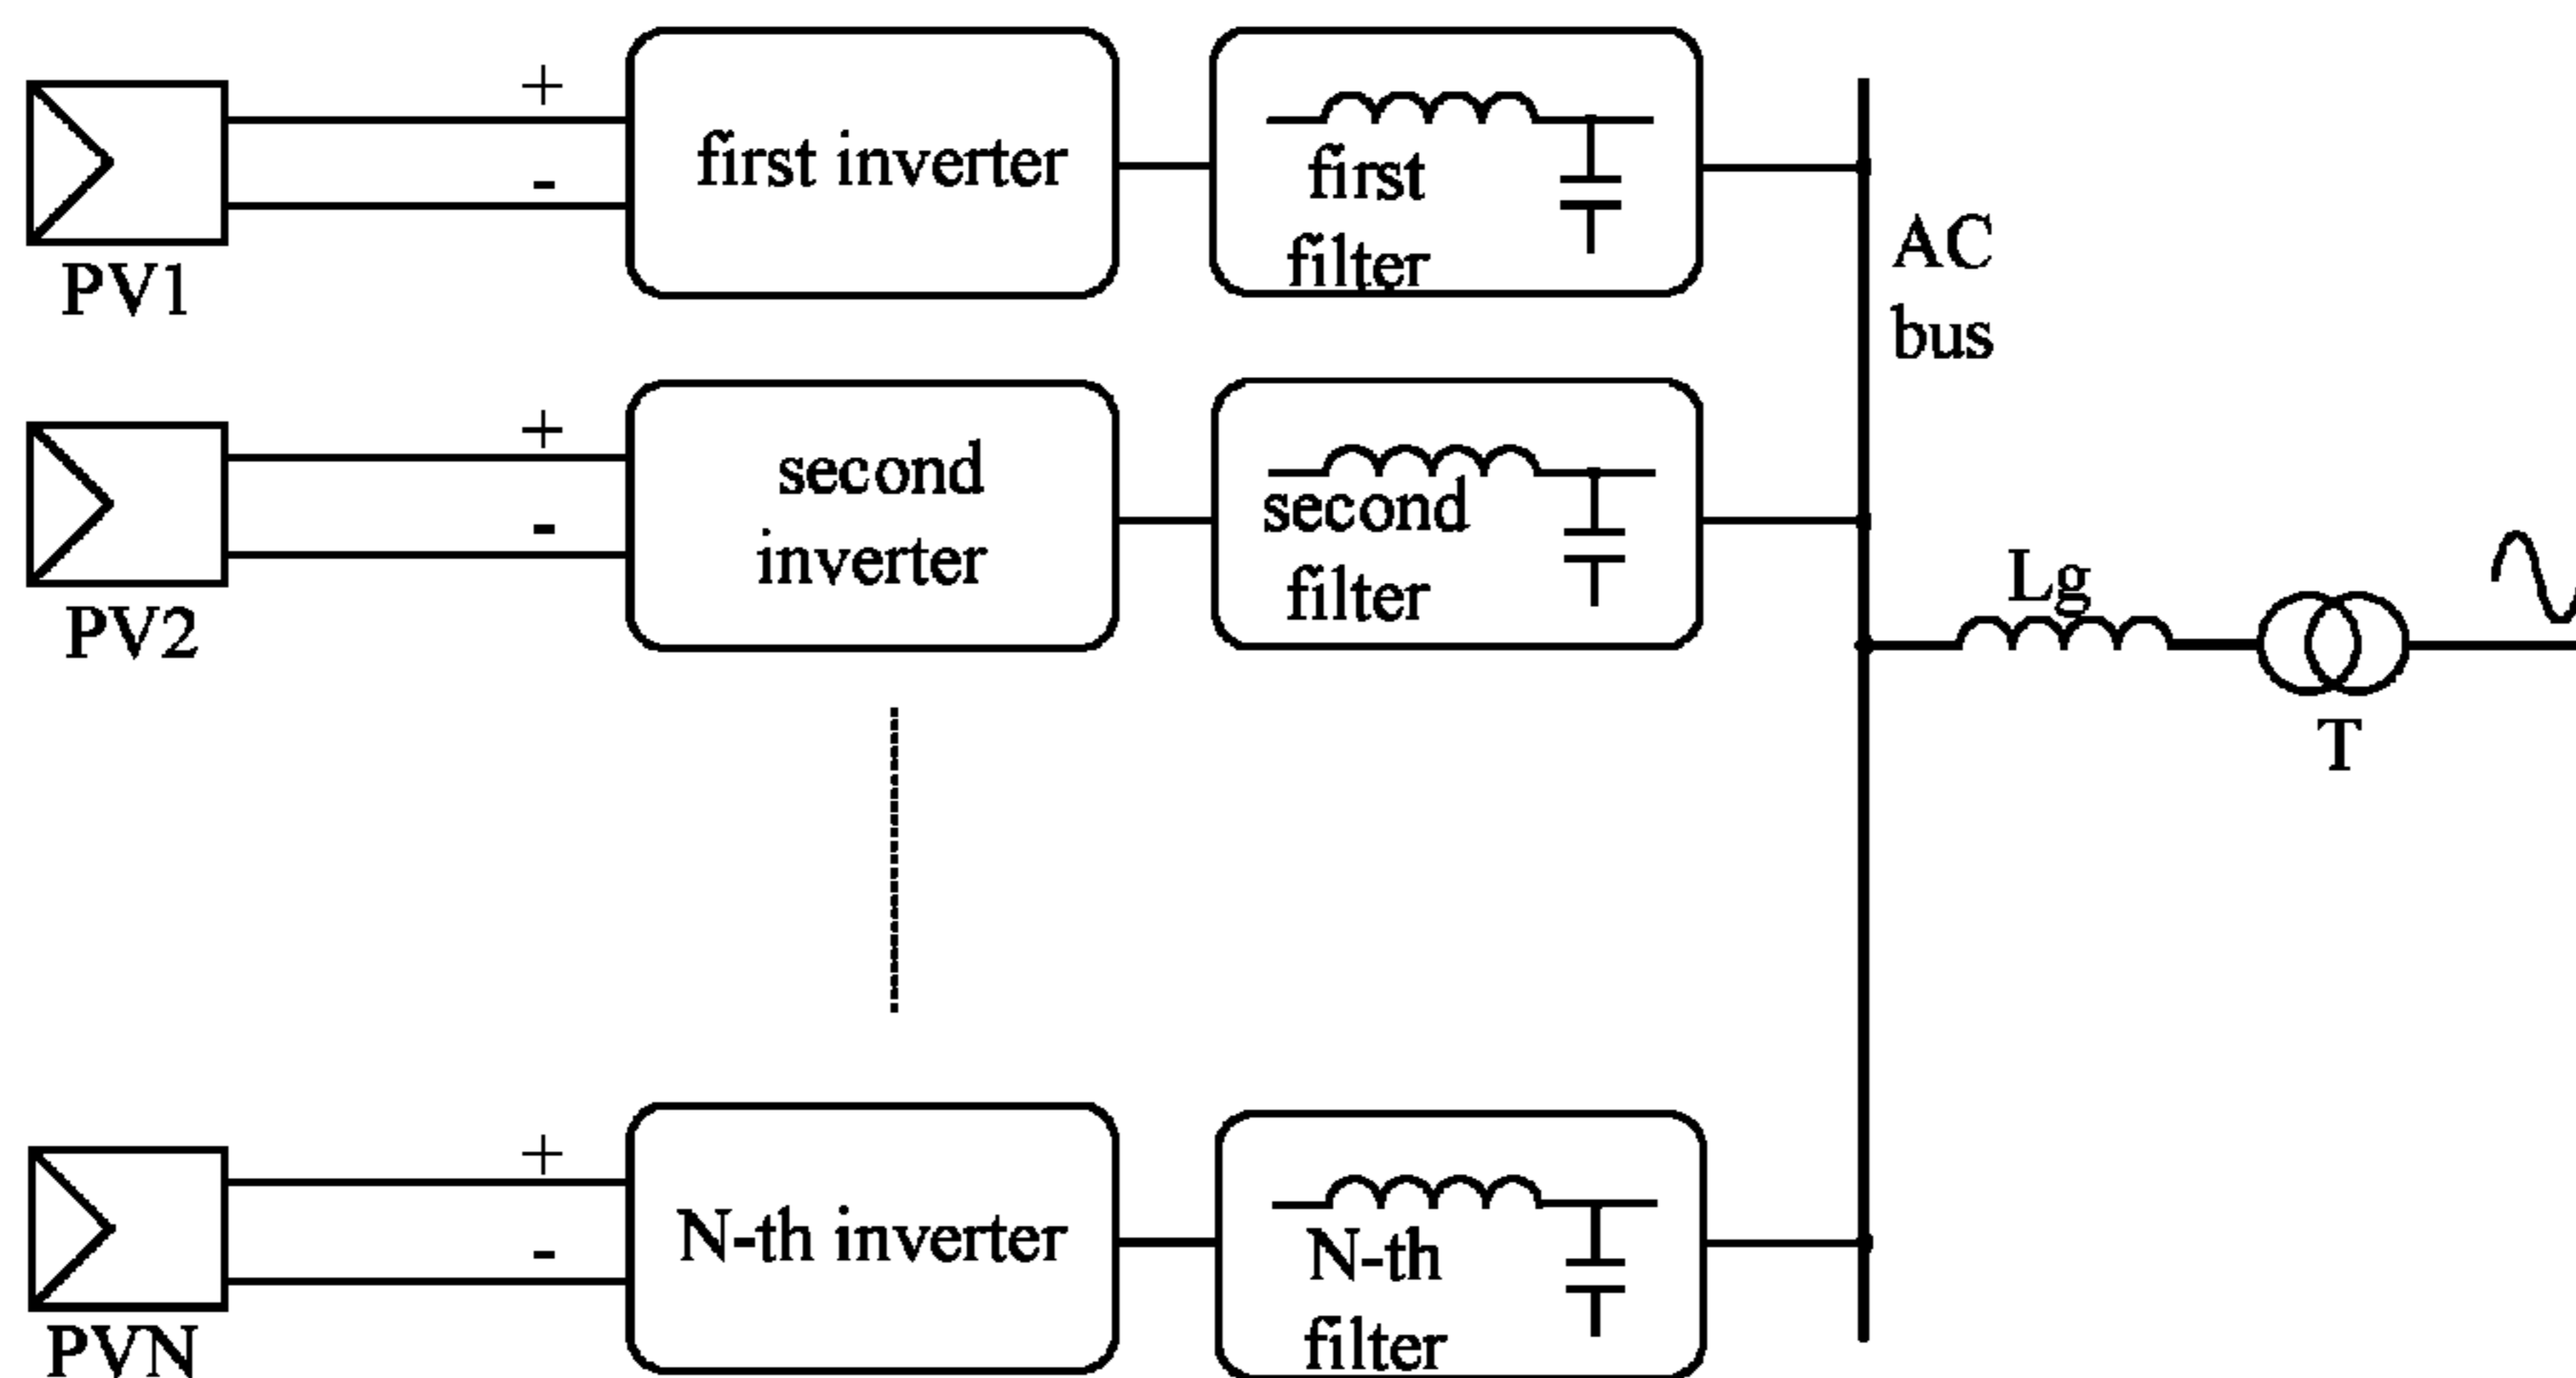 +
first inverter
-
PV1
first
filter
AC
bus
+
second
inverter
-
PV2
second
filter
Lg
T
+
N-th inverter
-
PVN
N-th
filter